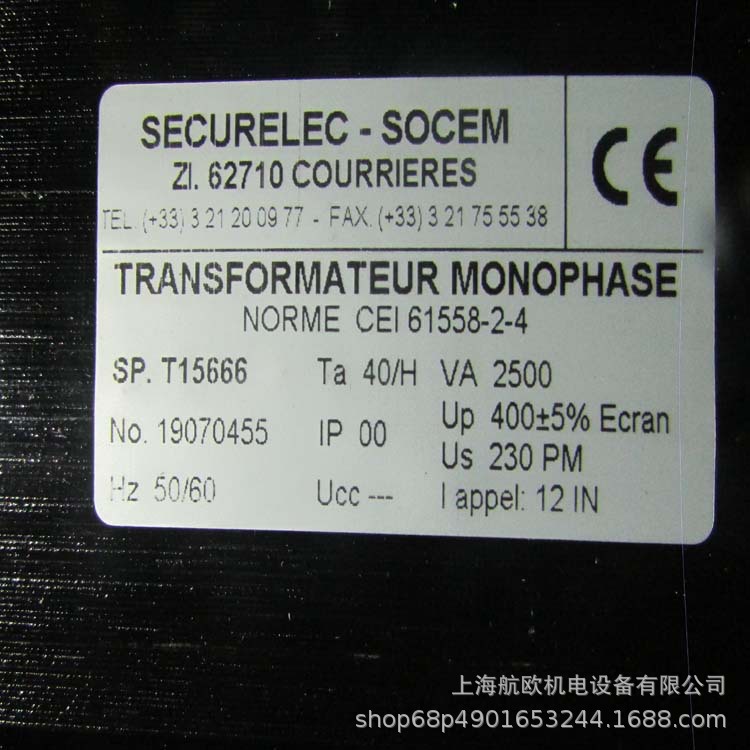 SECURELEC - SOCEM
ZI. 62710 COURRIERES
TEL. (+33) 3 21 20 09 77 - FAX. (+33) 3 21 75 55 38
CE
TRANSFORMATEUR MONOPHASE
NORME CEI 61558-2-4
SP. T15666 Ta 40/H VA 2500
No. 19070455 IP 00 Up 400±5% Ecran
Us 230 PM
Hz 50/60 Ucc --- I appel: 12 IN
上海航欧机电设备有限公司
shop68p4901653244.1688.com